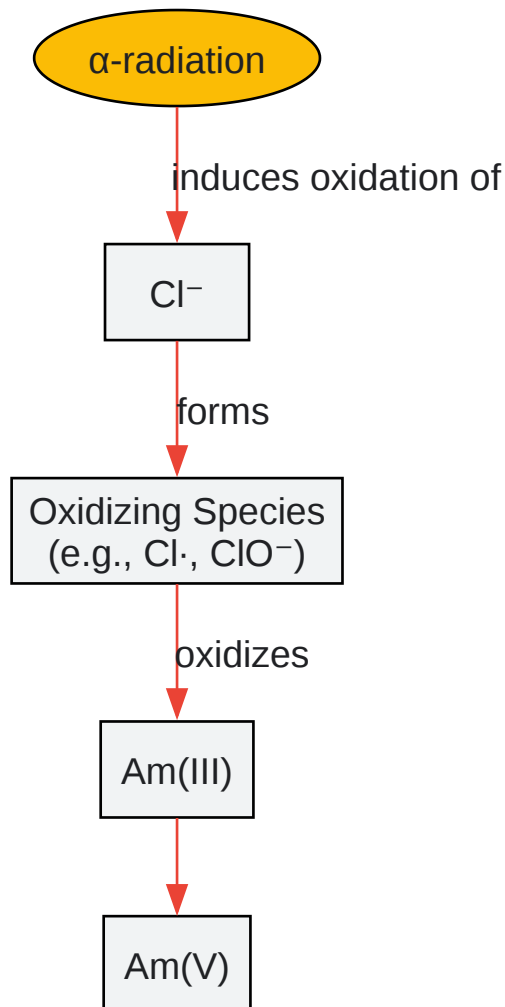 α-radiation
induces oxidation of
Cl⁻
forms
Oxidizing Species
(e.g., Cl·, ClO⁻)
oxidizes
Am(III)
Am(V)